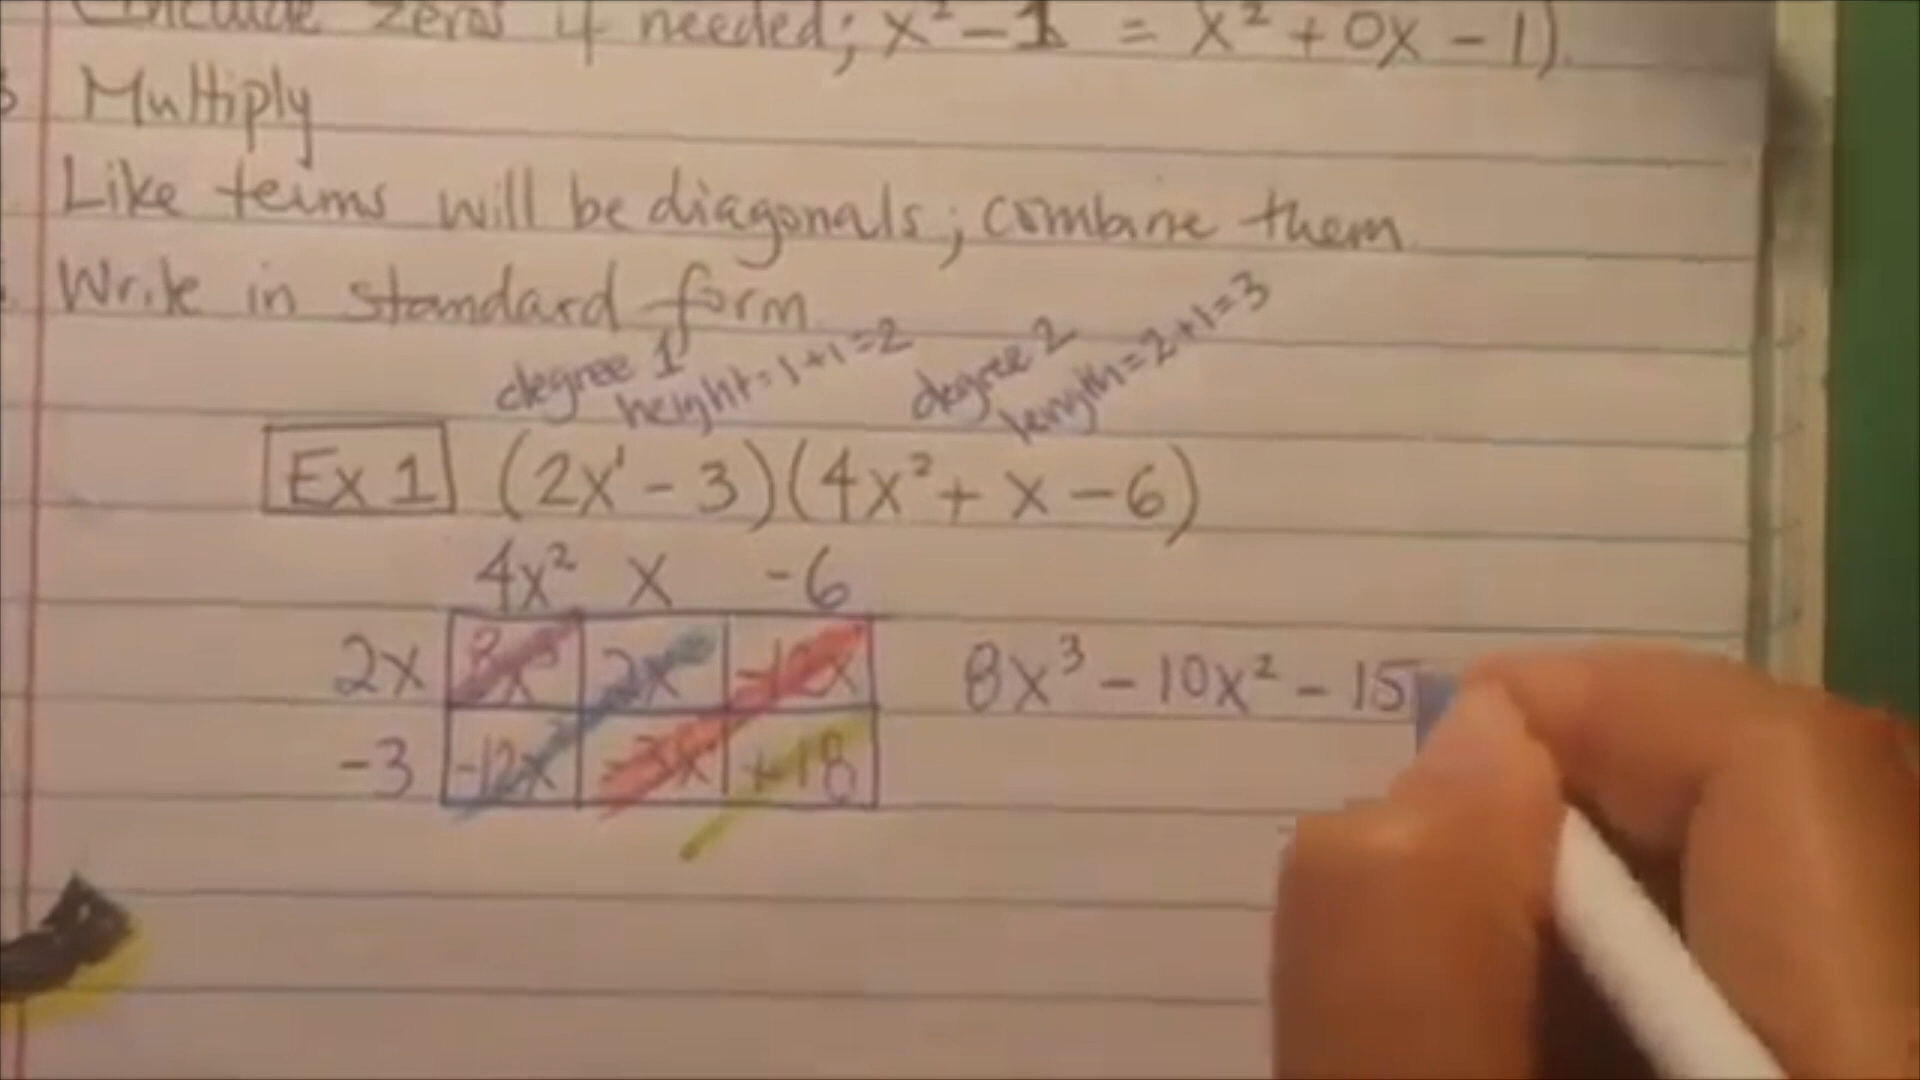 zero if needed; x² - 1 = x² + 0x - 1).
Multiply
Like terms will be diagonals; combine them
Write in standard form
degree 1
height = 1+1=2
degree 2
length = 2+1=3
Ex 1 (2x¹ - 3)(4x² + x - 6)
4x² x -6
2x 8x³ 2x² -12x 8x³ - 10x² - 15
-3 -12x² -3x +18